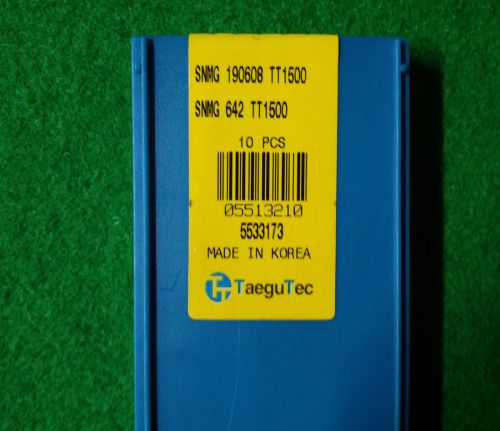 SNMG 190608 TT1500
SNMG 642 TT1500
10 PCS
05513210
5533173
MADE IN KOREA
TaeguTec